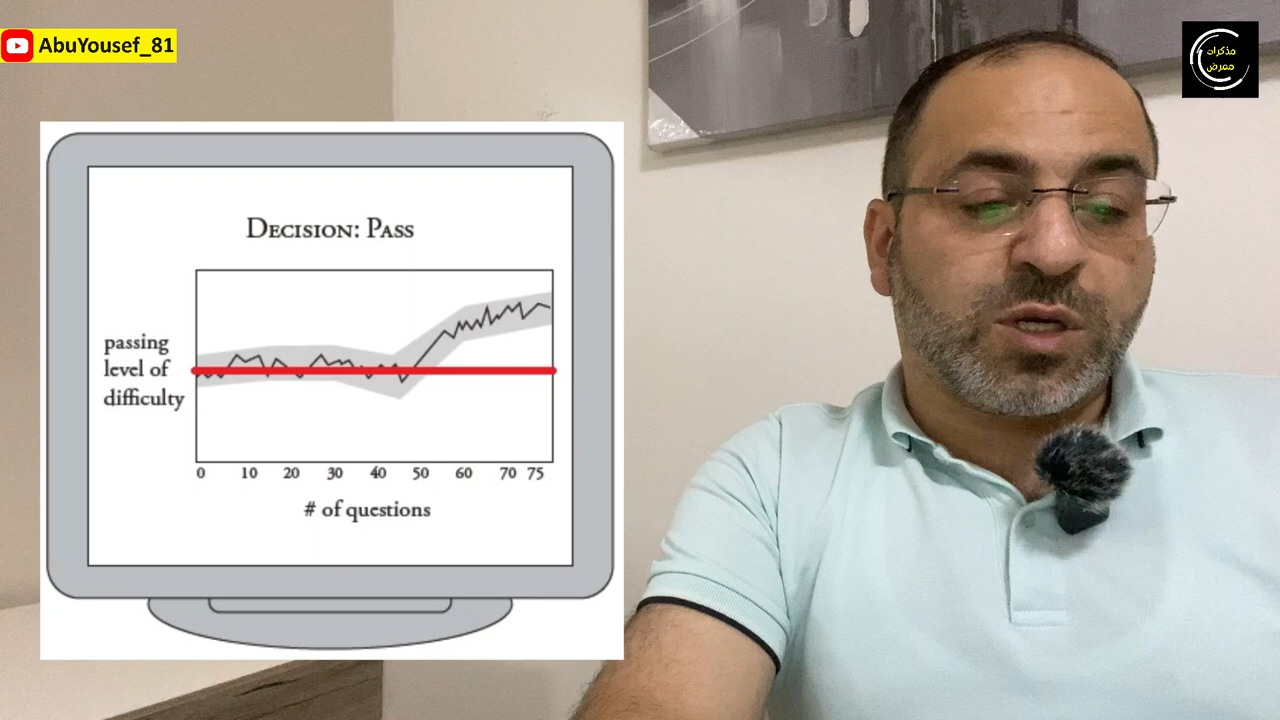 AbuYousef_81
مذكرات
ممرض
DECISION: PASS
passing
level of
difficulty
0 10 20 30 40 50 60 70 75
# of questions